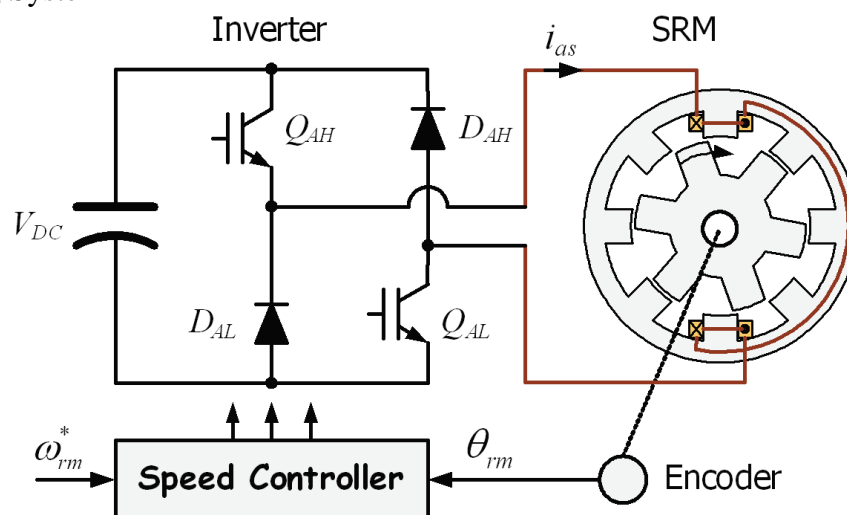 Inverter
i_as
SRM
Q_AH
D_AH
V_DC
D_AL
Q_AL
ω*_rm
Speed Controller
θ_rm
Encoder